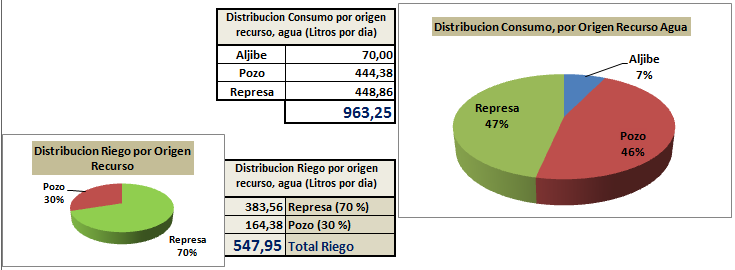 Distribucion Consumo por origen
recurso, agua (Litros por dia)
Aljibe 70,00
Pozo 444,38
Represa 448,86
963,25
Distribucion Consumo, por Origen Recurso Agua
Aljibe
7%
Represa
47%
Pozo
46%
Distribucion Riego por Origen
Recurso
Pozo
30%
Represa
70%
Distribucion Riego por origen
recurso, agua (Litros por dia)
383,56 Represa (70 %)
164,38 Pozo (30 %)
547,95 Total Riego